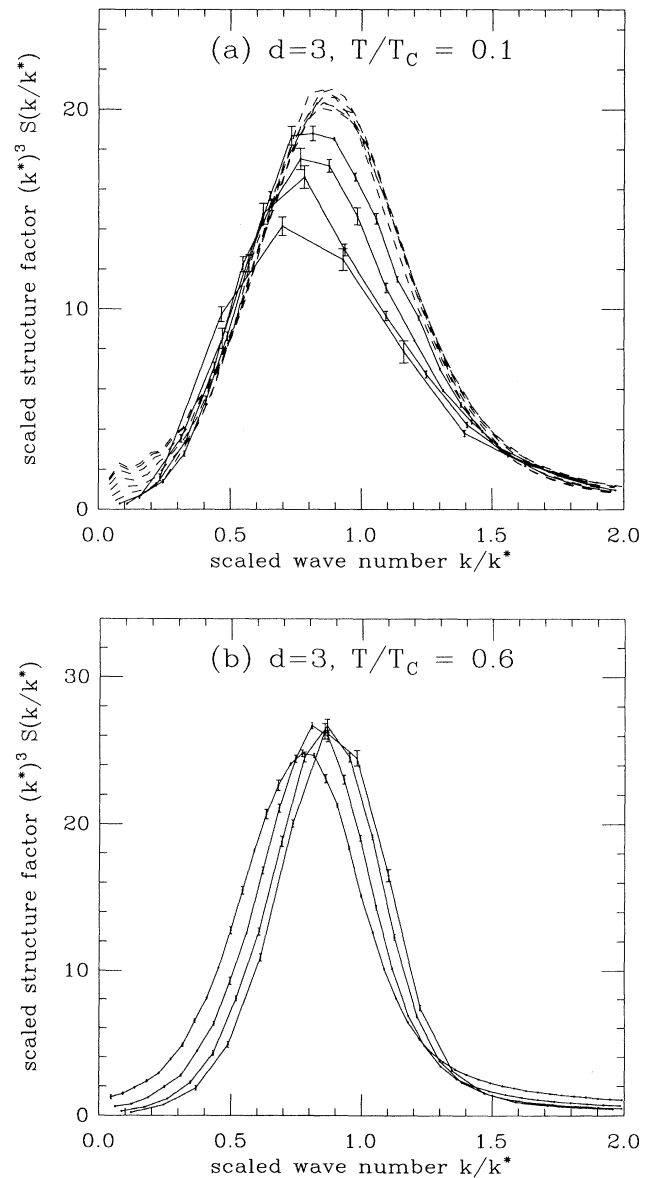 (a) d=3, T/T_C = 0.1
scaled structure factor (k*)^3 S(k/k*)
20
10
0
0.0 0.5 1.0 1.5 2.0
scaled wave number k/k*
(b) d=3, T/T_C = 0.6
scaled structure factor (k*)^3 S(k/k*)
30
20
10
0
0.0 0.5 1.0 1.5 2.0
scaled wave number k/k*